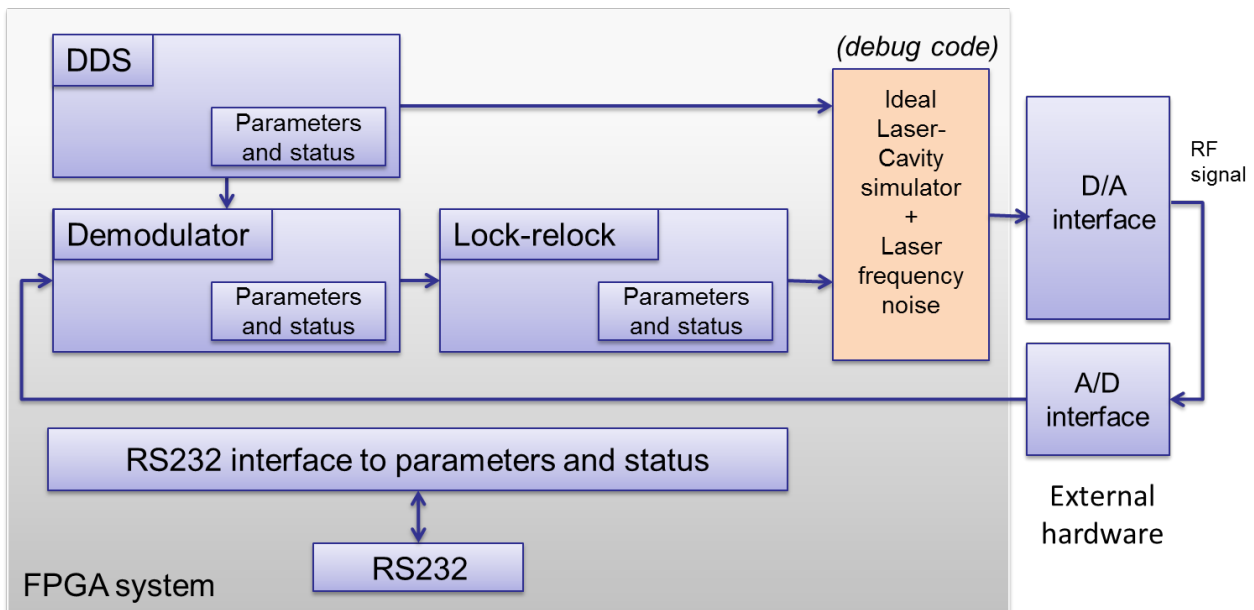 DDS
Parameters
and status
(debug code)
Ideal
Laser-
Cavity
simulator
+
Laser
frequency
noise
D/A
interface
RF
signal
Demodulator
Parameters
and status
Lock-relock
Parameters
and status
A/D
interface
RS232 interface to parameters and status
External
hardware
RS232
FPGA system